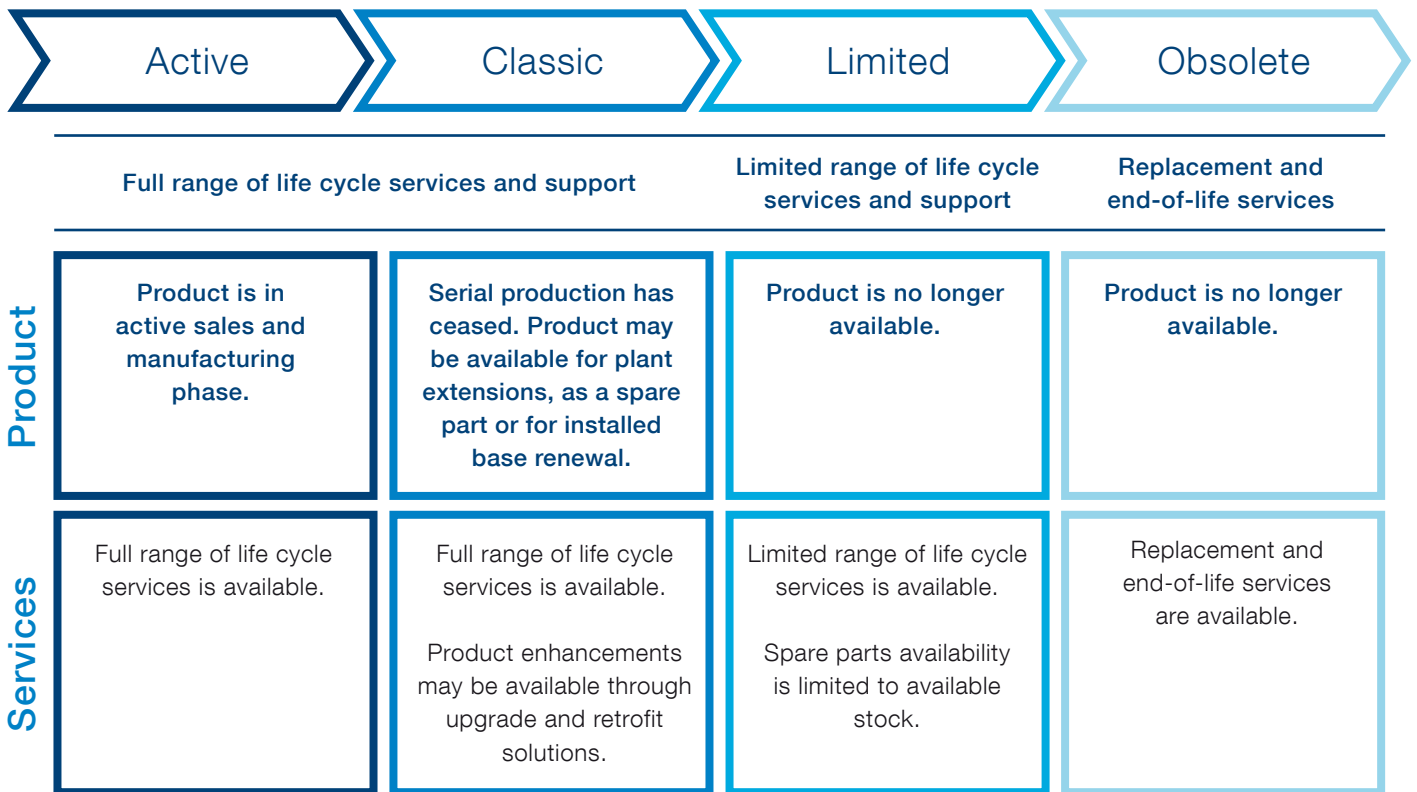 Active
Classic
Limited
Obsolete
Full range of life cycle services and support
Limited range of life cycle
services and support
Replacement and
end-of-life services
Product
Product is in
active sales and
manufacturing
phase.
Serial production has
ceased. Product may
be available for plant
extensions, as a spare
part or for installed
base renewal.
Product is no longer
available.
Product is no longer
available.
Services
Full range of life cycle
services is available.
Full range of life cycle
services is available.
Product enhancements
may be available through
upgrade and retrofit
solutions.
Limited range of life cycle
services is available.
Spare parts availability
is limited to available
stock.
Replacement and
end-of-life services
are available.